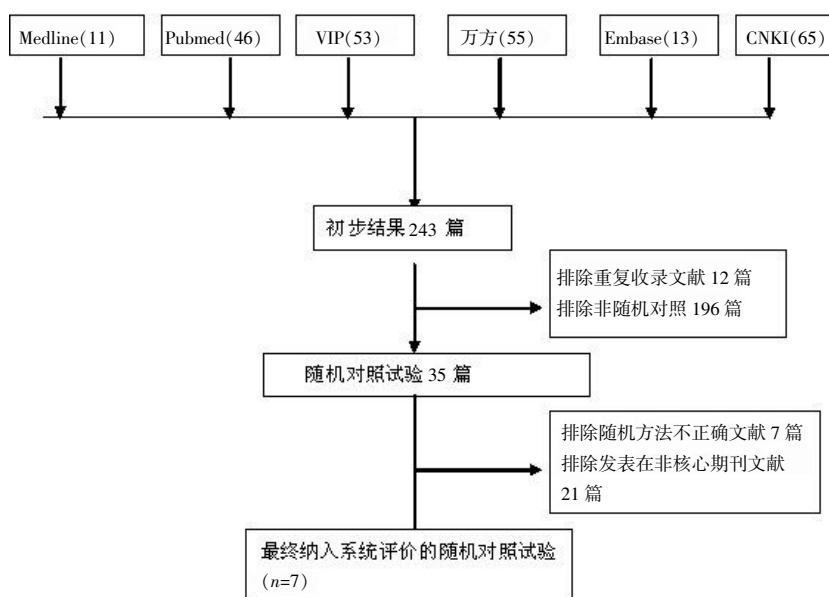 Medline(11)
Pubmed(46)
VIP(53)
万方(55)
Embase(13)
CNKI(65)
初步结果 243 篇
排除重复收录文献 12 篇
排除非随机对照 196 篇
随机对照试验 35 篇
排除随机方法不正确文献 7 篇
排除发表在非核心期刊文献
21 篇
最终纳入系统评价的随机对照试验
(n=7)